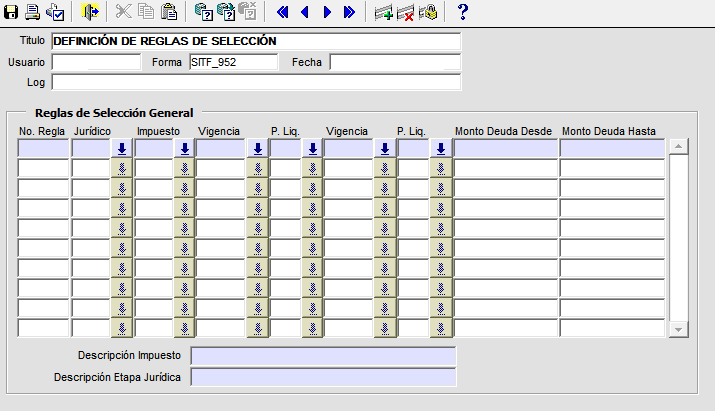 ?
Titulo DEFINICIÓN DE REGLAS DE SELECCIÓN
Usuario Forma SITF_952 Fecha
Log
Reglas de Selección General
No. Regla Jurídico Impuesto Vigencia P. Liq. Vigencia P. Liq. Monto Deuda Desde Monto Deuda Hasta
Descripción Impuesto
Descripción Etapa Jurídica